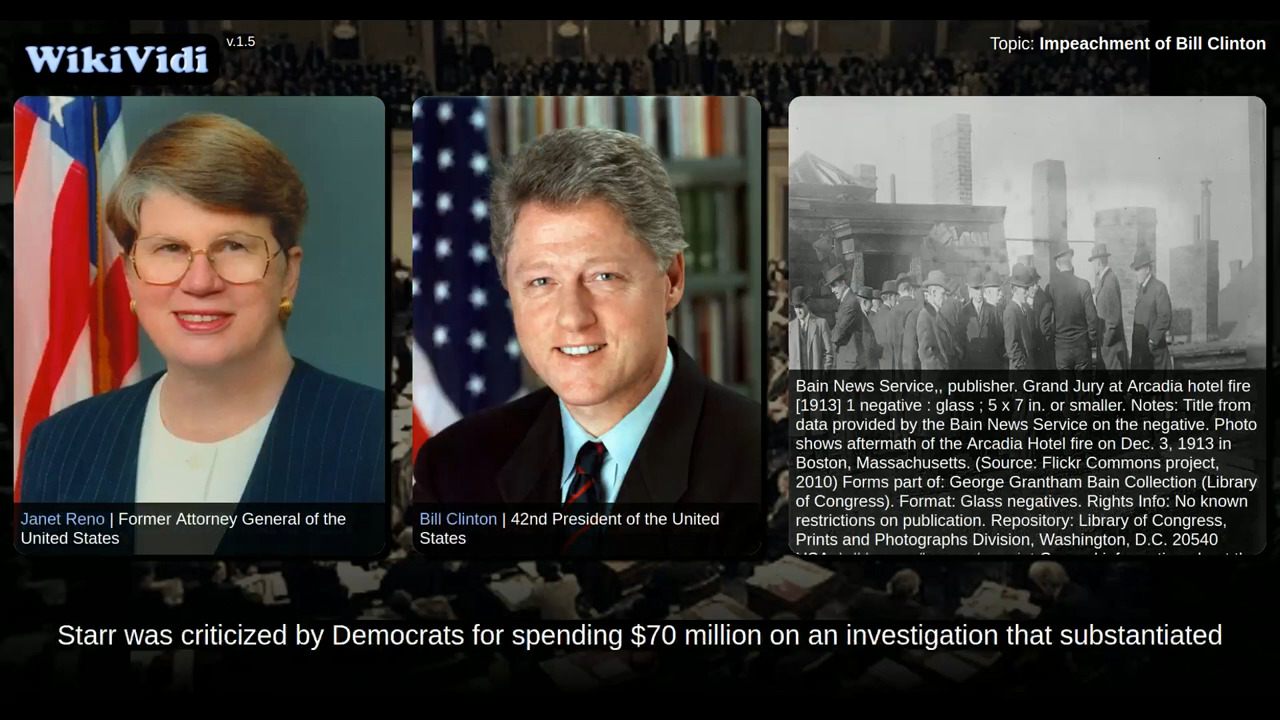 WikiVidi
v.1.5
Topic: Impeachment of Bill Clinton
Janet Reno | Former Attorney General of the
United States
Bill Clinton | 42nd President of the United
States
Bain News Service,, publisher. Grand Jury at Arcadia hotel fire
[1913] 1 negative : glass ; 5 x 7 in. or smaller. Notes: Title from
data provided by the Bain News Service on the negative. Photo
shows aftermath of the Arcadia Hotel fire on Dec. 3, 1913 in
Boston, Massachusetts. (Source: Flickr Commons project,
2010) Forms part of: George Grantham Bain Collection (Library
of Congress). Format: Glass negatives. Rights Info: No known
restrictions on publication. Repository: Library of Congress,
Prints and Photographs Division, Washington, D.C. 20540
Starr was criticized by Democrats for spending $70 million on an investigation that substantiated